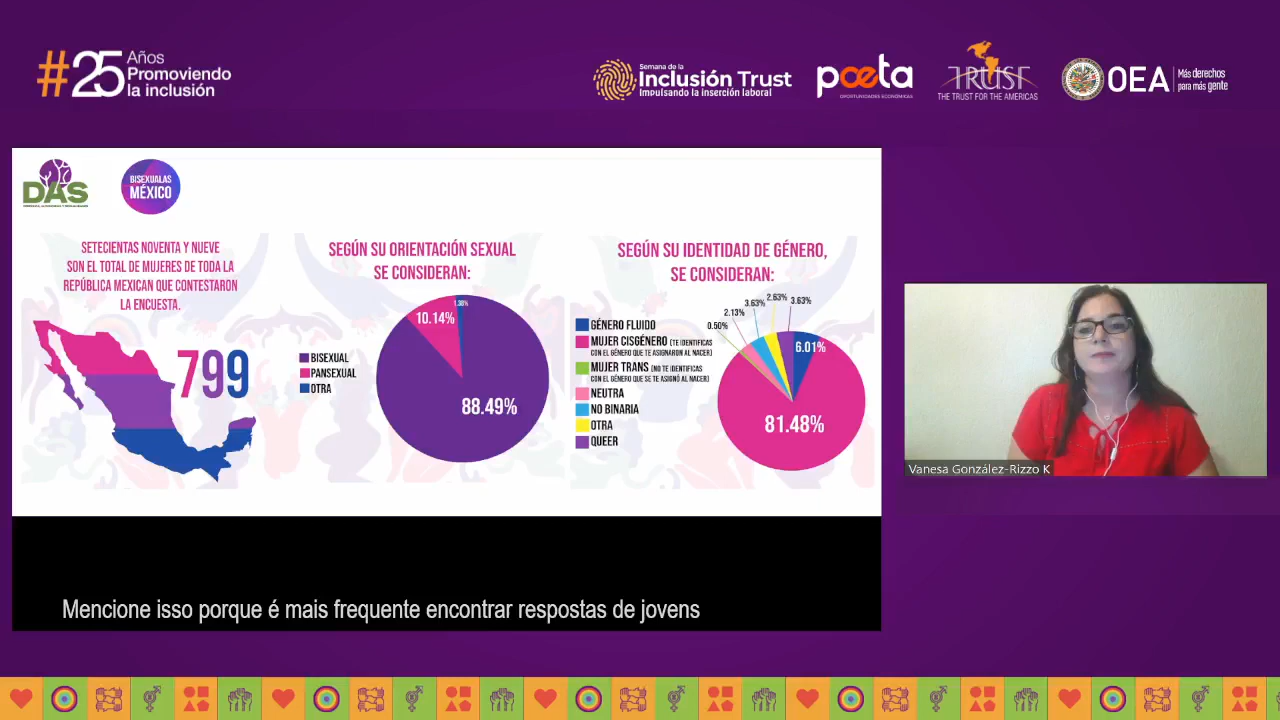 #25 Años
Promoviendo
la inclusión
Semana de la
Inclusión Trust
Impulsando la inserción laboral
poeta
OPORTUNIDADES ECONÓMICAS
TRUST
THE TRUST FOR THE AMERICAS
OEA
Más derechos
para más gente
DAS
BISEXUALAS
MÉXICO
SETECIENTAS NOVENTA Y NUEVE
SON EL TOTAL DE MUJERES DE TODA LA
REPÚBLICA MEXICAN QUE CONTESTARON
LA ENCUESTA.
799
SEGÚN SU ORIENTACIÓN SEXUAL
SE CONSIDERAN:
BISEXUAL
PANSEXUAL
OTRA
1.38%
10.14%
88.49%
SEGÚN SU IDENTIDAD DE GÉNERO,
SE CONSIDERAN:
GÉNERO FLUIDO
MUJER CISGÉNERO (TE IDENTIFICAS
CON EL GÉNERO QUE TE ASIGNARON AL NACER)
MUJER TRANS (NO TE IDENTIFICAS
CON EL GÉNERO QUE SE TE ASIGNÓ AL NACER)
NEUTRA
NO BINARIA
OTRA
QUEER
0.50%
2.13%
3.63%
2.63%
3.63%
6.01%
81.48%
Vanesa González-Rizzo K
Mencione isso porque é mais frequente encontrar respostas de jovens